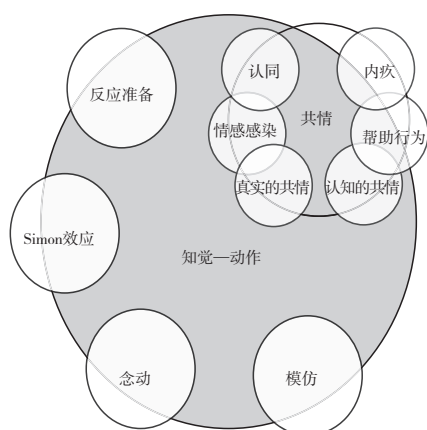 认同
内疚
反应准备
共情
情感感染
帮助行为
真实的共情
认知的共情
Simon效应
知觉—动作
念动
模仿